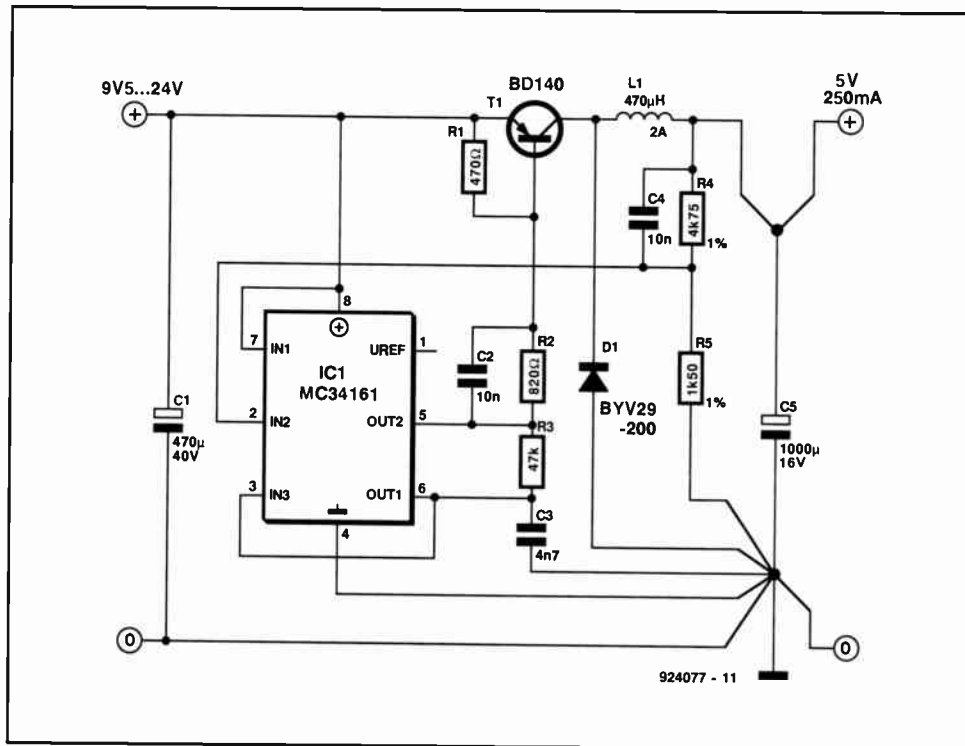 9V5...24V
+
BD140
T1
L1
470µH
2A
5V
250mA
+
R1
470Ω
C4
10n
R4
4k75
1%
8
+
7
IN1
UREF
1
IC1
MC34161
C2
10n
R2
820Ω
D1
BYV29
-200
R5
1k50
1%
C1
470µ
40V
2
IN2
OUT2
5
R3
47k
C5
1000µ
16V
3
IN3
OUT1
6
4
C3
4n7
0
0
924077 - 11